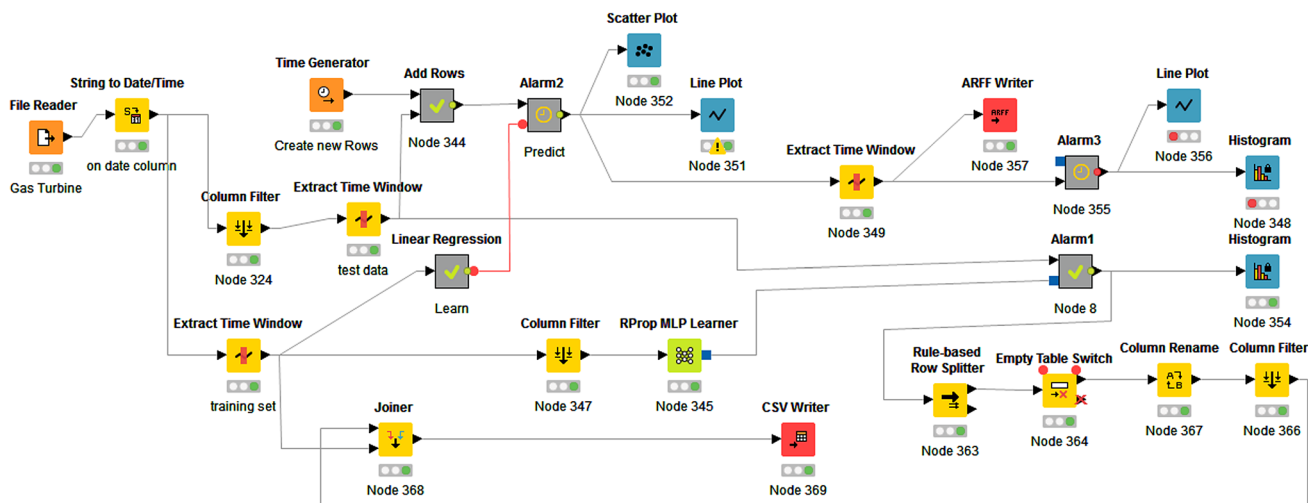 Scatter Plot
Node 352
Time Generator
Create new Rows
Add Rows
Node 344
Alarm2
Predict
Line Plot
Node 351
ARFF Writer
ARFF
Node 357
Line Plot
Node 356
String to Date/Time
S
on date column
File Reader
Gas Turbine
Extract Time Window
Node 349
Alarm3
Node 355
Histogram
Node 348
Column Filter
Node 324
Extract Time Window
test data
Linear Regression
Learn
Alarm1
Node 8
Histogram
Node 354
Extract Time Window
training set
Column Filter
Node 347
RProp MLP Learner
Node 345
Rule-based
Row Splitter
Node 363
Empty Table Switch
Node 364
Column Rename
A
B
Node 367
Column Filter
Node 366
Joiner
Node 368
CSV Writer
Node 369